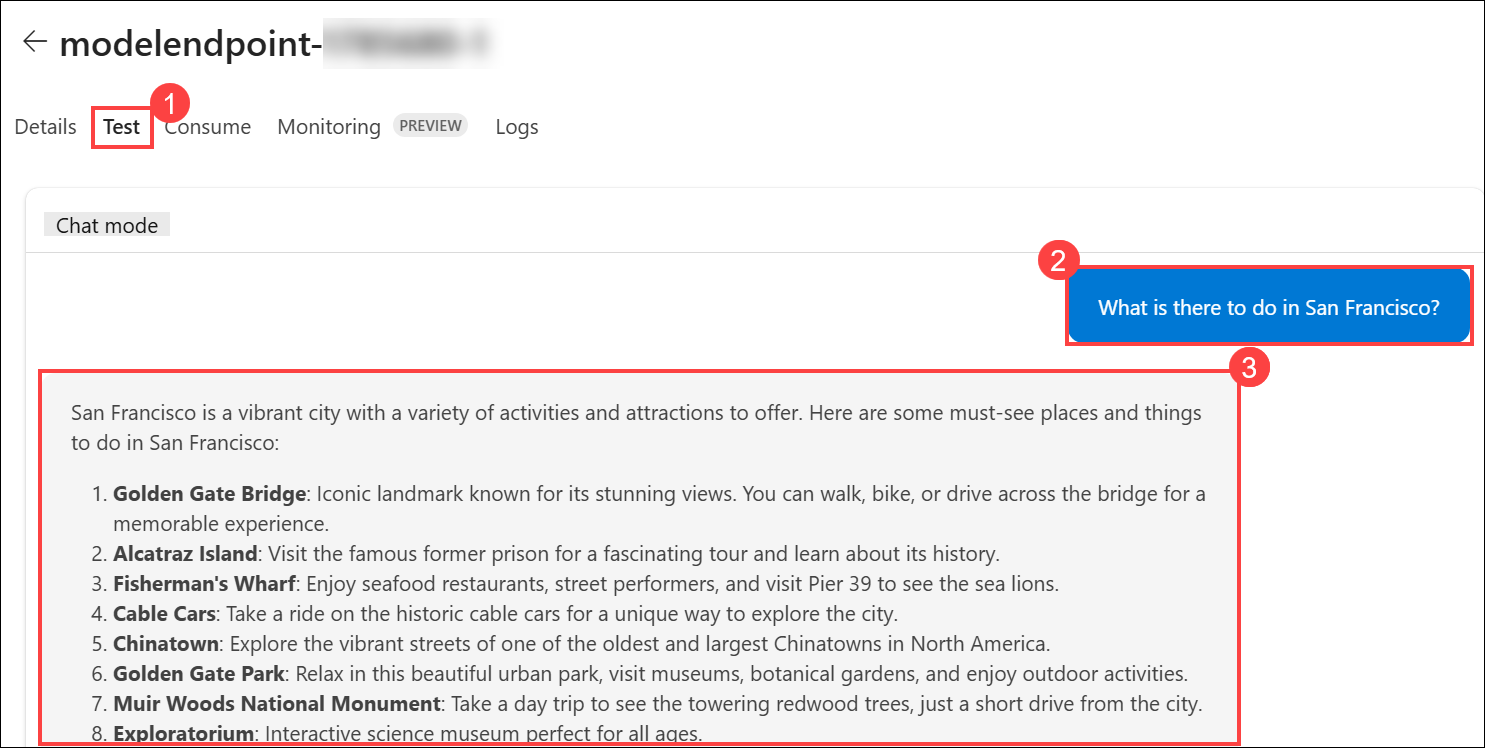 ← modelendpoint-
1
Details Test Consume Monitoring PREVIEW Logs
Chat mode
2
What is there to do in San Francisco?
3
San Francisco is a vibrant city with a variety of activities and attractions to offer. Here are some must-see places and things
to do in San Francisco:
1. Golden Gate Bridge: Iconic landmark known for its stunning views. You can walk, bike, or drive across the bridge for a
memorable experience.
2. Alcatraz Island: Visit the famous former prison for a fascinating tour and learn about its history.
3. Fisherman's Wharf: Enjoy seafood restaurants, street performers, and visit Pier 39 to see the sea lions.
4. Cable Cars: Take a ride on the historic cable cars for a unique way to explore the city.
5. Chinatown: Explore the vibrant streets of one of the oldest and largest Chinatowns in North America.
6. Golden Gate Park: Relax in this beautiful urban park, visit museums, botanical gardens, and enjoy outdoor activities.
7. Muir Woods National Monument: Take a day trip to see the towering redwood trees, just a short drive from the city.
8. Exploratorium: Interactive science museum perfect for all ages.